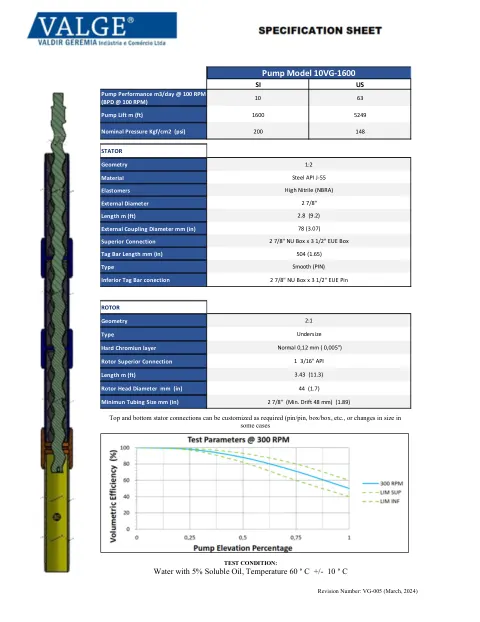 VALGE®
VALDIR GEREMIA Indústria e Comércio Ltda
SPECIFICATION SHEET
Pump Model 10VG-1600
SI US
Pump Performance m3/day @ 100 RPM (BPD @ 100 RPM) 10 63
Pump Lift m (ft) 1600 5249
Nominal Pressure Kgf/cm2 (psi) 200 148
STATOR
Geometry 1:2
Material Steel API J-55
Elastomers High Nitrile (NBRA)
External Diameter 2 7/8"
Length m (ft) 2.8 (9.2)
External Coupling Diameter mm (in) 78 (3.07)
Superior Connection 2 7/8" NU Box x 3 1/2" EUE Box
Tag Bar Length mm (in) 504 (1.65)
Type Smooth (PIN)
Inferior Tag Bar conection 2 7/8" NU Box x 3 1/2" EUE Pin
ROTOR
Geometry 2:1
Type Undersize
Hard Chromiun layer Normal 0,12 min ( 0,005")
Rotor Superior Connection 1 3/16" API
Length m (ft) 3.43 (11.3)
Rotor Head Diameter mm (in) 44 (1.7)
Minimun Tubing Size mm (in) 2 7/8" (Min. Drift 48 mm) (1.89)
Top and bottom stator connections can be customized as required (pin/pin, box/box, etc., or changes in size in
some cases
Test Parameters @ 300 RPM
Volumetric Efficiency (%)
100
80
60
40
20
0
0 0,25 0,5 0,75 1
Pump Elevation Percentage
300 RPM
LIM SUP
LIM INF
TEST CONDITION:
Water with 5% Soluble Oil, Temperature 60 º C +/- 10 º C
Revision Number: VG-005 (March, 2024)